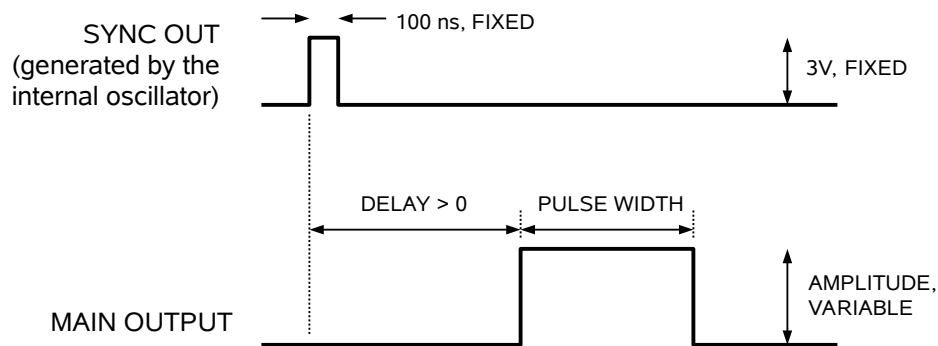 100 ns, FIXED
SYNC OUT
(generated by the
internal oscillator)
3V, FIXED
DELAY > 0
PULSE WIDTH
AMPLITUDE,
VARIABLE
MAIN OUTPUT